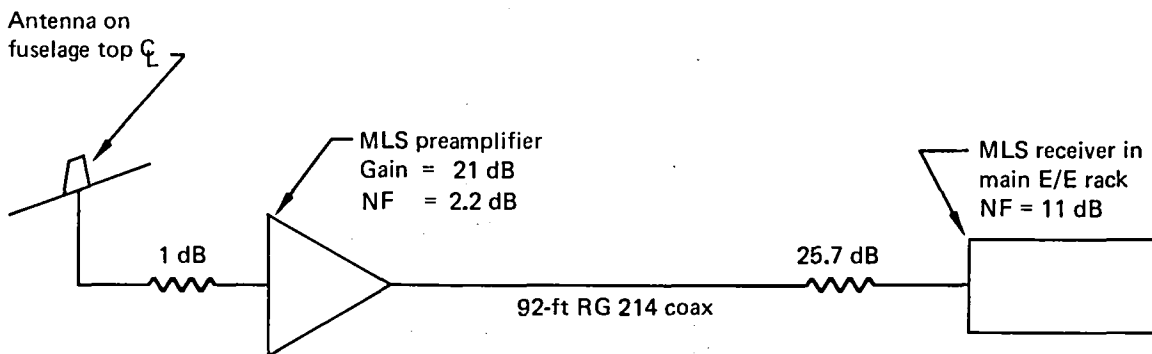 Antenna on
fuselage top ℄
MLS preamplifier
Gain = 21 dB
NF = 2.2 dB
MLS receiver in
main E/E rack
NF = 11 dB
1 dB
25.7 dB
92-ft RG 214 coax